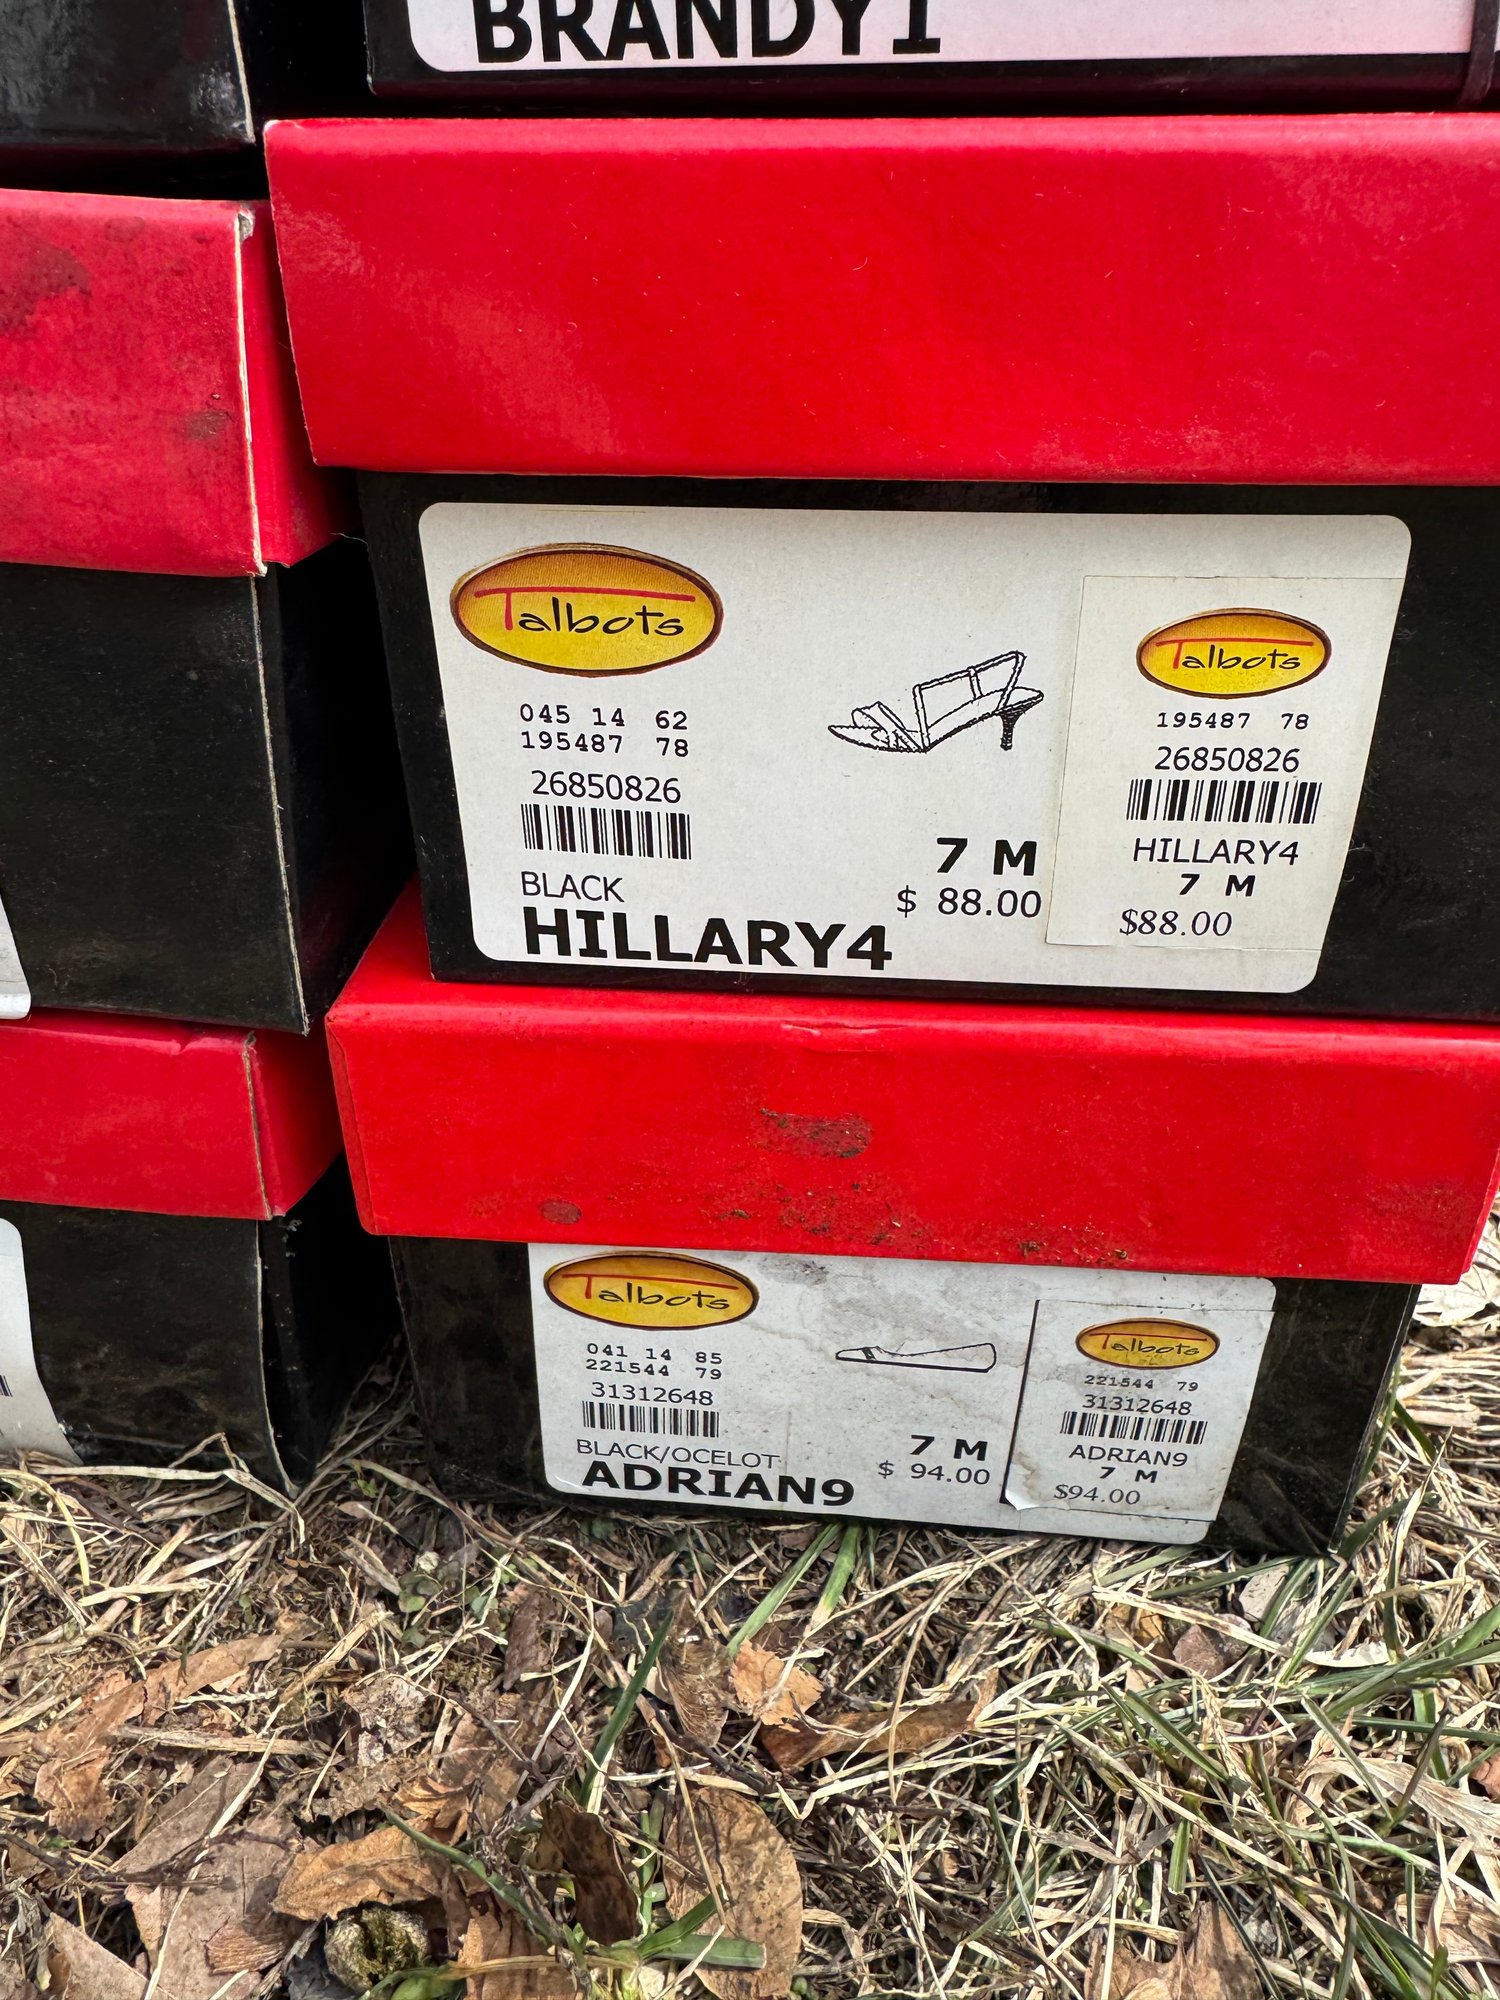 BRANDY1
Talbots
045 14 62
195487 78
26850826
BLACK
HILLARY4
7 M
$ 88.00
Talbots
195487 78
26850826
HILLARY4
7 M
$88.00
Talbots
041 14 85
221544 79
31312648
BLACK/OCELOT
ADRIAN9
7 M
$ 94.00
Talbots
221544 79
31312648
ADRIAN9
7 M
$94.00